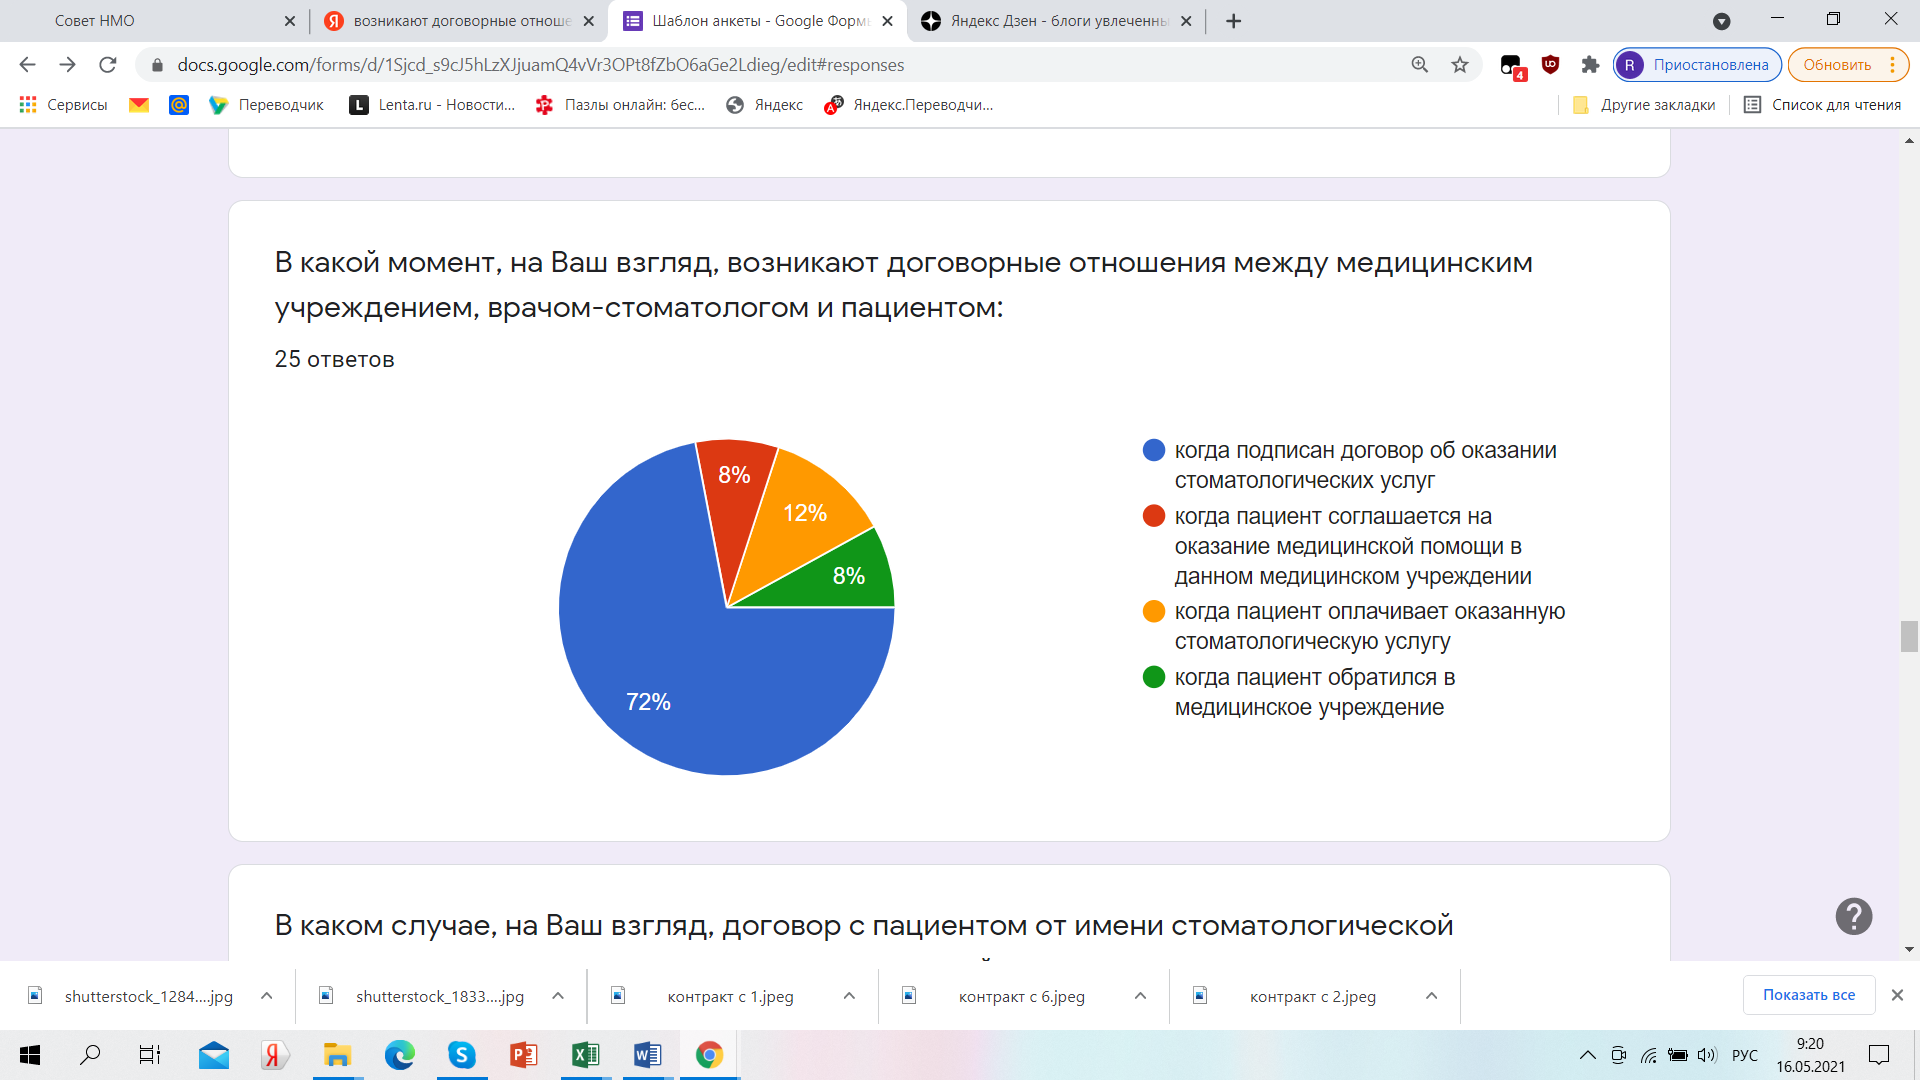 Совет НМО
возникают договорные отноше
Шаблон анкеты - Google Форм
Яндекс Дзен - блоги увлеченны
docs.google.com/forms/d/1Sjcd_s9cJ5hLzXJjuamQ4vVr3OPt8fZbO6aGe2Ldieg/edit#responses
4
R Приостановлена
Обновить
Сервисы
Переводчик
L Lenta.ru - Новости...
Пазлы онлайн: бес...
Яндекс
Яндекс.Переводчи...
Другие закладки
Список для чтения
В какой момент, на Ваш взгляд, возникают договорные отношения между медицинским
учреждением, врачом-стоматологом и пациентом:
25 ответов
8%
12%
8%
72%
когда подписан договор об оказании
стоматологических услуг
когда пациент соглашается на
оказание медицинской помощи в
данном медицинском учреждении
когда пациент оплачивает оказанную
стоматологическую услугу
когда пациент обратился в
медицинское учреждение
В каком случае, на Ваш взгляд, договор с пациентом от имени стоматологической
shutterstock_1284....jpg
shutterstock_1833....jpg
контракт с 1.jpeg
контракт с 6.jpeg
контракт с 2.jpeg
Показать все
РУС
9:20
16.05.2021